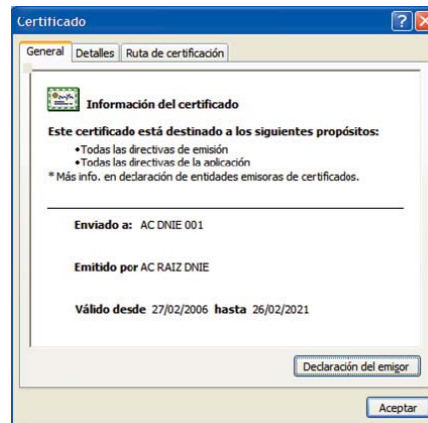 Certificado
General Detalles Ruta de certificación
Información del certificado
Este certificado está destinado a los siguientes propósitos:
•Todas las directivas de emisión
•Todas las directivas de la aplicación
* Más info. en declaración de entidades emisoras de certificados.
Enviado a: AC DNIE 001
Emitido por AC RAIZ DNIE
Válido desde 27/02/2006 hasta 26/02/2021
Declaración del emisor
Aceptar